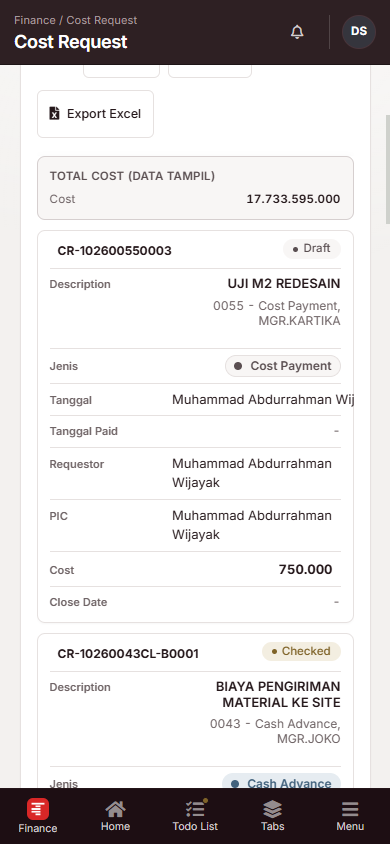 Finance / Cost Request
Cost Request
DS
Export Excel
TOTAL COST (DATA TAMPIL)
Cost 17.733.595.000
CR-102600550003 Draft
Description UJI M2 REDESAIN
0055 - Cost Payment,
MGR.KARTIKA
Jenis Cost Payment
Tanggal Muhammad Abdurrahman Wij
Tanggal Paid -
Requestor Muhammad Abdurrahman
Wijayak
PIC Muhammad Abdurrahman
Wijayak
Cost 750.000
Close Date -
CR-10260043CL-B0001 Checked
Description BIAYA PENGIRIMAN
MATERIAL KE SITE
0043 - Cash Advance,
MGR.JOKO
Jenis Cash Advance
Finance Home Todo List Tabs Menu